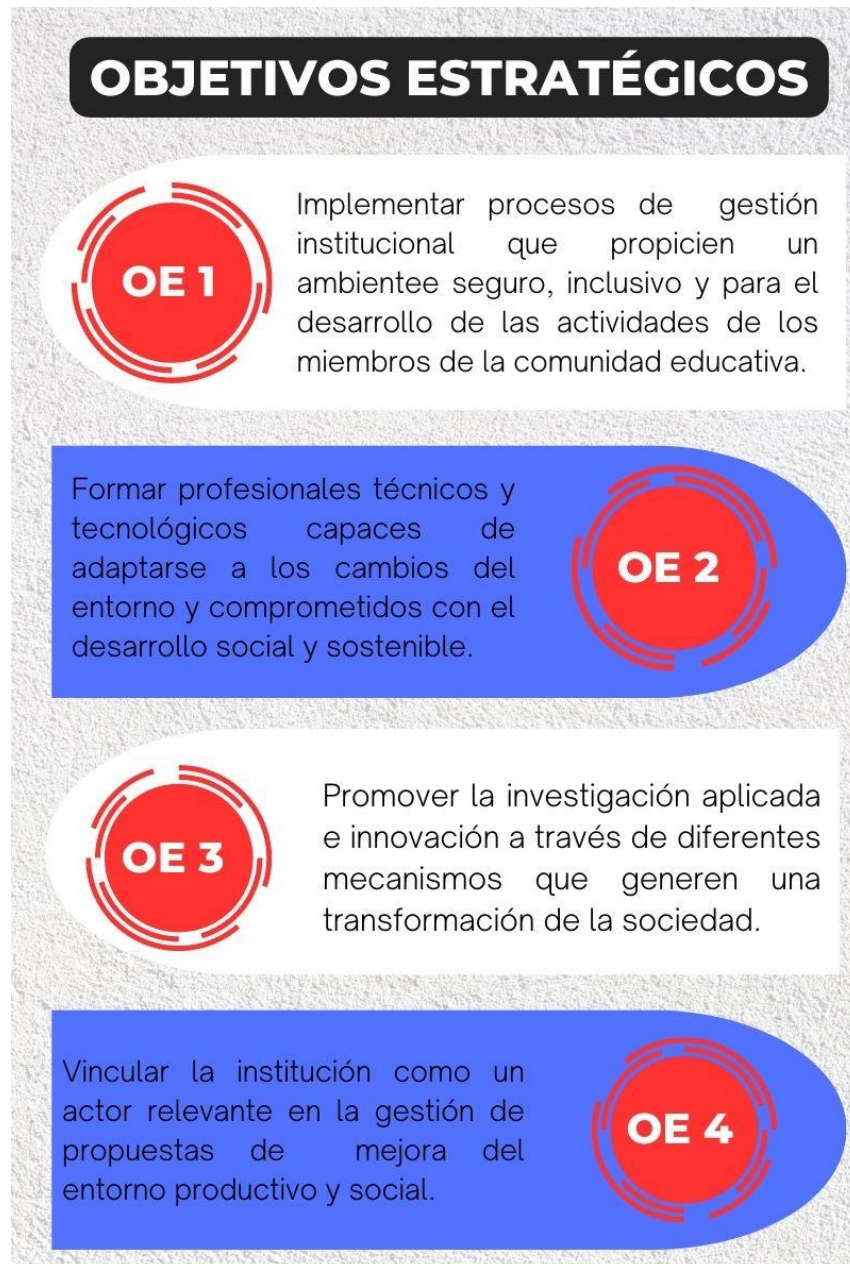 OBJETIVOS ESTRATÉGICOS
OE 1
Implementar procesos de gestión
institucional que propicien un
ambientee seguro, inclusivo y para el
desarrollo de las actividades de los
miembros de la comunidad educativa.
Formar profesionales técnicos y
tecnológicos capaces de
adaptarse a los cambios del
entorno y comprometidos con el
desarrollo social y sostenible.
OE 2
OE 3
Promover la investigación aplicada
e innovación a través de diferentes
mecanismos que generen una
transformación de la sociedad.
Vincular la institución como un
actor relevante en la gestión de
propuestas de mejora del
entorno productivo y social.
OE 4